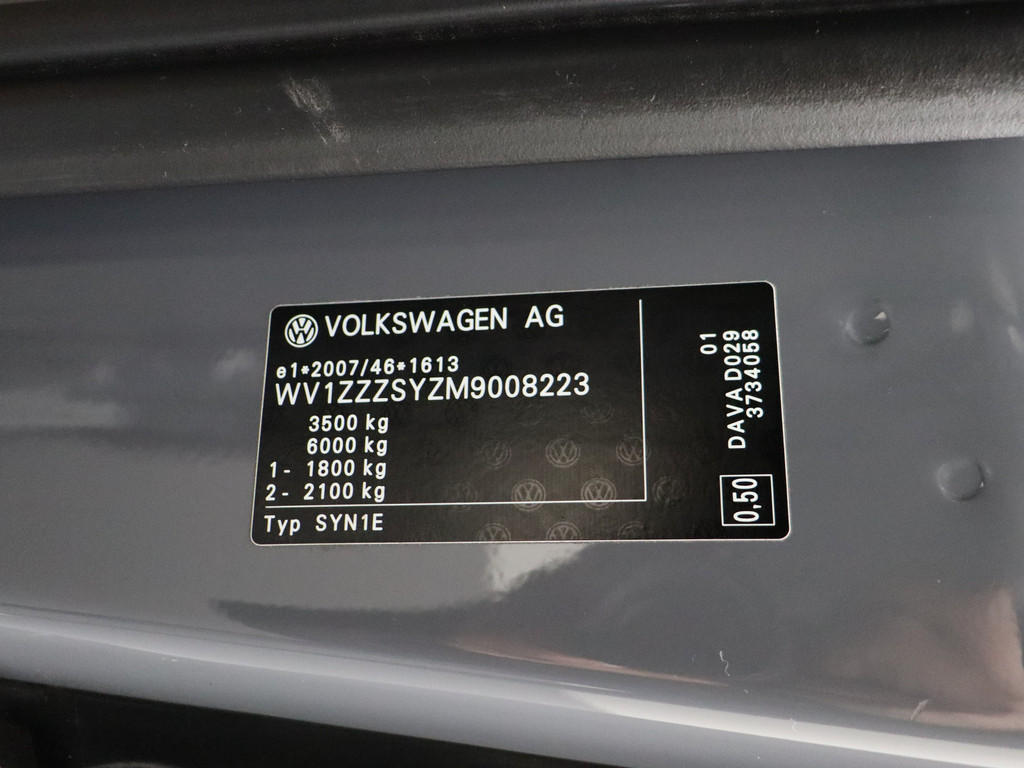 VOLKSWAGEN AG
e1*2007/46*1613
WV1ZZZSYZM9008223
3500 kg
6000 kg
1- 1800 kg
2- 2100 kg
Typ SYN1E
01
DAVA D029
3734058
0,50